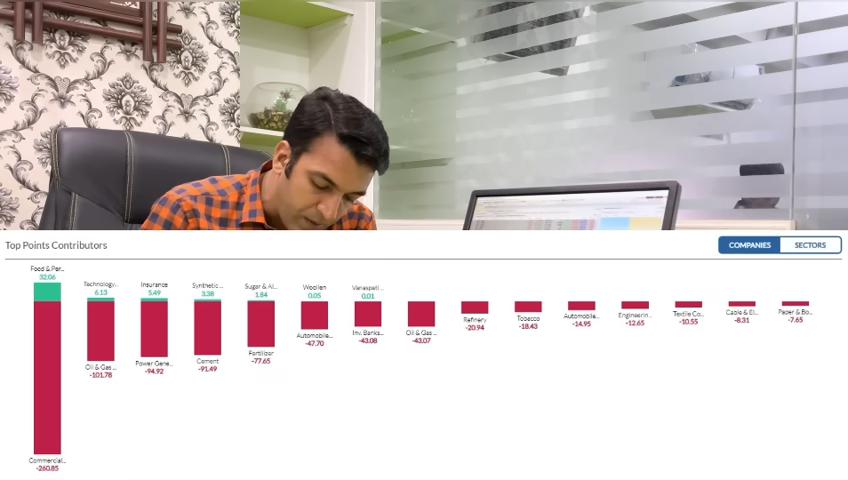 Top Points Contributors
COMPANIES SECTORS
Food & Per...
32.06
Technology...
6.13
Insurance
5.49
Synthetic...
3.38
Sugar & Al...
1.84
Woollen
0.05
Vanaspati ...
0.01
Commercial...
-260.85
Oil & Gas ...
-101.78
Power Gene...
-94.92
Cement
-91.49
Fertilizer
-77.65
Automobile...
-47.70
Inv. Banks...
-43.08
Oil & Gas ...
-43.07
Refinery
-20.94
Tobacco
-18.43
Automobile...
-14.95
Engineerin...
-12.65
Textile Co...
-10.55
Cable & El...
-8.31
Paper & Bo...
-7.65